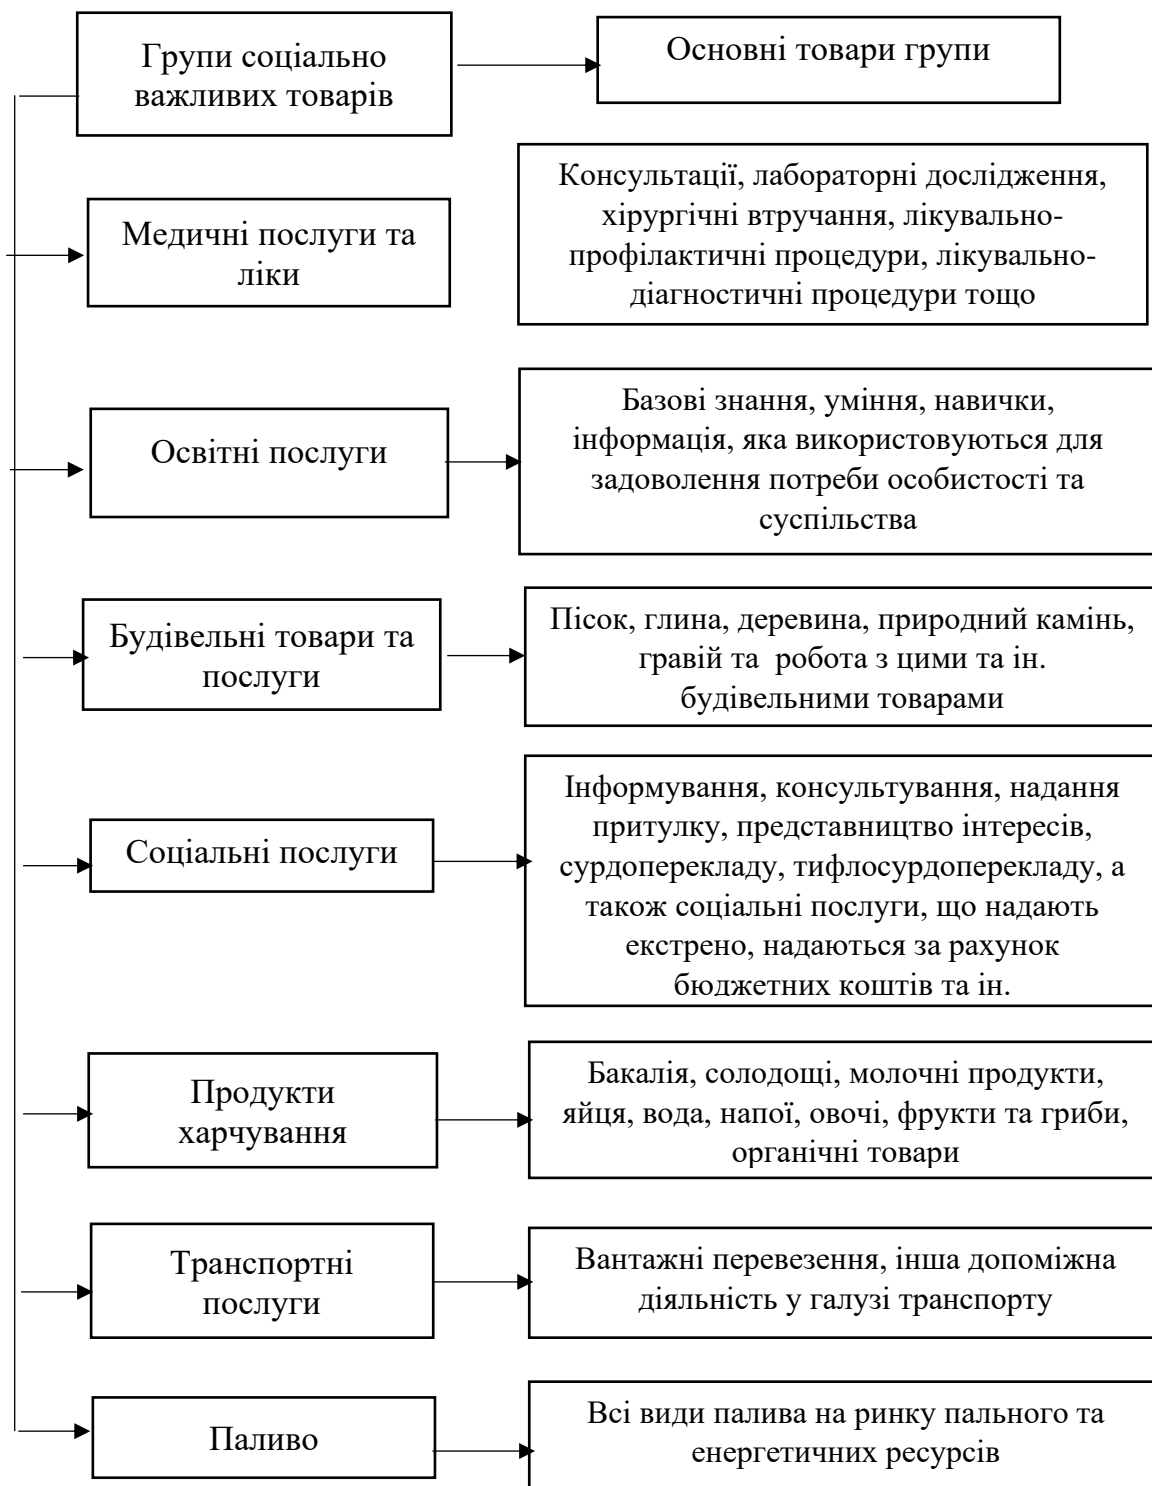 Групи соціально
важливих товарів
Основні товари групи
Медичні послуги та
ліки
Консультації, лабораторні дослідження,
хірургічні втручання, лікувально-
профілактичні процедури, лікувально-
діагностичні процедури тощо
Освітні послуги
Базові знання, уміння, навички,
інформація, яка використовуються для
задоволення потреби особистості та
суспільства
Будівельні товари та
послуги
Пісок, глина, деревина, природний камінь,
гравій та робота з цими та ін.
будівельними товарами
Соціальні послуги
Інформування, консультування, надання
притулку, представництво інтересів,
сурдоперекладу, тифлосурдоперекладу, а
також соціальні послуги, що надають
екстрено, надаються за рахунок
бюджетних коштів та ін.
Продукти
харчування
Бакалія, солодощі, молочні продукти,
яйця, вода, напої, овочі, фрукти та гриби,
органічні товари
Транспортні
послуги
Вантажні перевезення, інша допоміжна
діяльність у галузі транспорту
Паливо
Всі види палива на ринку пального та
енергетичних ресурсів